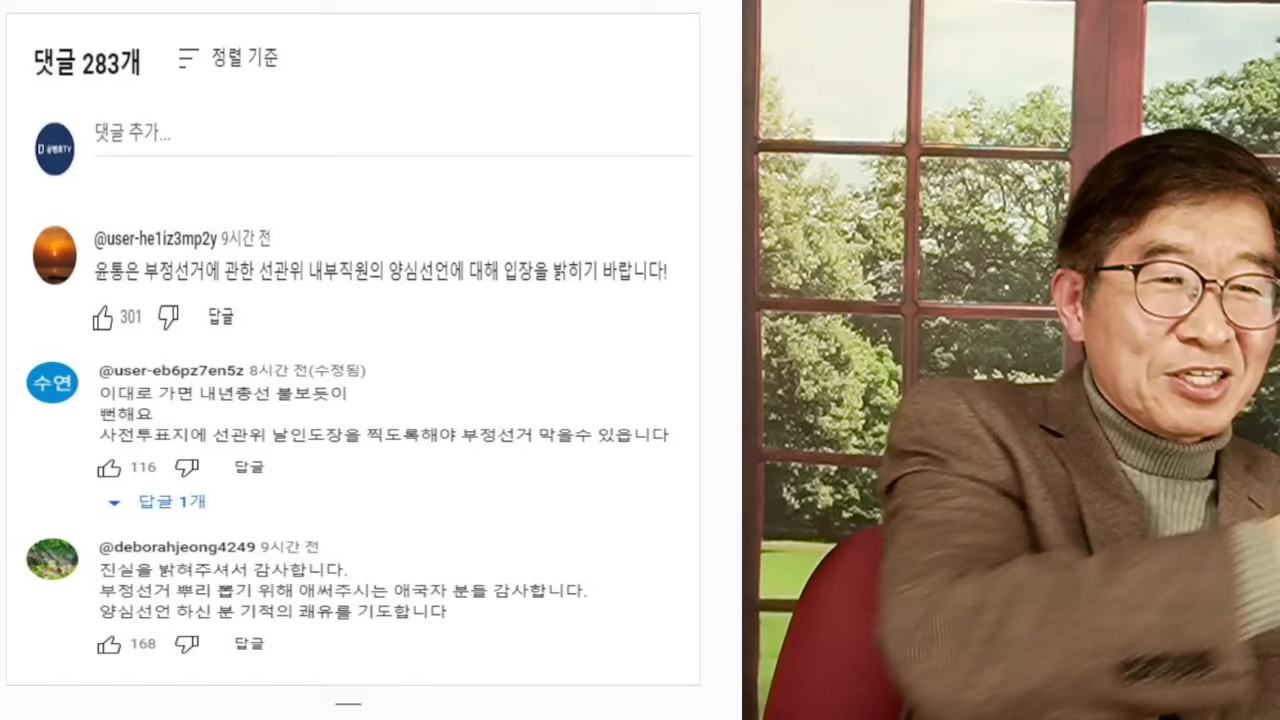 댓글 283개
정렬 기준
댓글 추가...
@user-he1iz3mp2y 9시간 전
윤통은 부정선거에 관한 선관위 내부직원의 양심선언에 대해 입장을 밝히기 바랍니다!
301 답글
수연
@user-eb6pz7en5z 8시간 전(수정됨)
이대로 가면 내년총선 불보듯이
뻔해요
사전투표지에 선관위 날인도장을 찍도록해야 부정선거 막을수 있읍니다
116 답글
답글 1개
@deborahjeong4249 9시간 전
진실을 밝혀주셔서 감사합니다.
부정선거 뿌리 뽑기 위해 애써주시는 애국자 분들 감사합니다.
양심선언 하신 분 기적의 쾌유를 기도합니다
168 답글